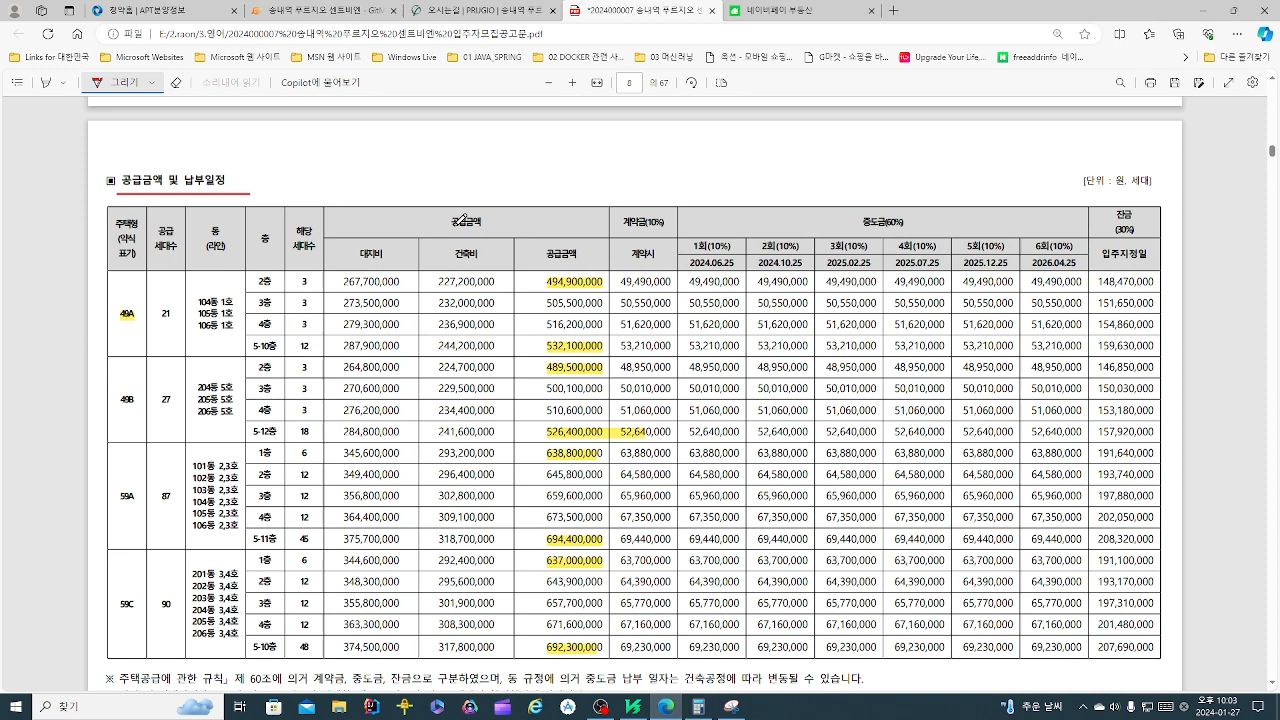 청약홈 | APT분양정보
송내역 푸르지오 센트비엔 - GitM
오시는길 | PRUGIO | 송내역 푸르
*2024000007 송내역 푸르지오 센
네이버페이 부동산
파일
E:/2.raon/3.영이/2024000007%20송내역%20푸르지오%20센트비엔%20입주자모집공고문.pdf
Links to 대한민국
Microsoft Websites
Microsoft 웹 사이트
MSN 웹 사이트
Windows Live
01 JAVA_SPRING
02 DOCKER 관련 사...
03 머신러닝
옥션 - 모바일 쇼핑...
G마켓 - 쇼핑을 바...
Upgrade Your Life...
freeaddrinfo 네이...
다른 즐겨찾기
그리기
소리내어 읽기
Copilot에 물어보기
8
의 67
▣ 공급금액 및 납부일정
[단위 : 원, 세대]
주택형 (약식 표기) 공급 세대수 동 (라인) 층 해당 세대수 공급금액 계약금(10%) 중도금(60%) 잔금 (30%)
대지비 건축비 공급금액 계약시 1회(10%) 2회(10%) 3회(10%) 4회(10%) 5회(10%) 6회(10%) 입주지정일
2024.06.25 2024.10.25 2025.02.25 2025.07.25 2025.12.25 2026.04.25
49A 21 104동 1호 105동 1호 106동 1호
2층 3 267,700,000 227,200,000 494,900,000 49,490,000 49,490,000 49,490,000 49,490,000 49,490,000 49,490,000 49,490,000 148,470,000
3층 3 273,500,000 232,000,000 505,500,000 50,550,000 50,550,000 50,550,000 50,550,000 50,550,000 50,550,000 50,550,000 151,650,000
4층 3 279,300,000 236,900,000 516,200,000 51,620,000 51,620,000 51,620,000 51,620,000 51,620,000 51,620,000 51,620,000 154,860,000
5-10층 12 287,900,000 244,200,000 532,100,000 53,210,000 53,210,000 53,210,000 53,210,000 53,210,000 53,210,000 53,210,000 159,630,000
49B 27 204동 5호 205동 5호 206동 5호
2층 3 264,800,000 224,700,000 489,500,000 48,950,000 48,950,000 48,950,000 48,950,000 48,950,000 48,950,000 48,950,000 146,850,000
3층 3 270,600,000 229,500,000 500,100,000 50,010,000 50,010,000 50,010,000 50,010,000 50,010,000 50,010,000 50,010,000 150,030,000
4층 3 276,200,000 234,400,000 510,600,000 51,060,000 51,060,000 51,060,000 51,060,000 51,060,000 51,060,000 51,060,000 153,180,000
5-12층 18 284,800,000 241,600,000 526,400,000 52,640,000 52,640,000 52,640,000 52,640,000 52,640,000 52,640,000 52,640,000 157,920,000
59A 87 101동 2,3호 102동 2,3호 103동 2,3호 104동 2,3호 105동 2,3호 106동 2,3호
1층 6 345,600,000 293,200,000 638,800,000 63,880,000 63,880,000 63,880,000 63,880,000 63,880,000 63,880,000 63,880,000 191,640,000
2층 12 349,400,000 296,400,000 645,800,000 64,580,000 64,580,000 64,580,000 64,580,000 64,580,000 64,580,000 64,580,000 193,740,000
3층 12 356,800,000 302,800,000 659,600,000 65,960,000 65,960,000 65,960,000 65,960,000 65,960,000 65,960,000 65,960,000 197,880,000
4층 12 364,400,000 309,100,000 673,500,000 67,350,000 67,350,000 67,350,000 67,350,000 67,350,000 67,350,000 67,350,000 202,050,000
5-11층 45 375,700,000 318,700,000 694,400,000 69,440,000 69,440,000 69,440,000 69,440,000 69,440,000 69,440,000 69,440,000 208,320,000
59C 90 201동 3,4호 202동 3,4호 203동 3,4호 204동 3,4호 205동 3,4호 206동 3,4호
1층 6 344,600,000 292,400,000 637,000,000 63,700,000 63,700,000 63,700,000 63,700,000 63,700,000 63,700,000 63,700,000 191,100,000
2층 12 348,300,000 295,600,000 643,900,000 64,390,000 64,390,000 64,390,000 64,390,000 64,390,000 64,390,000 64,390,000 193,170,000
3층 12 355,800,000 301,900,000 657,700,000 65,770,000 65,770,000 65,770,000 65,770,000 65,770,000 65,770,000 65,770,000 197,310,000
4층 12 363,300,000 308,300,000 671,600,000 67,160,000 67,160,000 67,160,000 67,160,000 67,160,000 67,160,000 67,160,000 201,480,000
5-10층 48 374,500,000 317,800,000 692,300,000 69,230,000 69,230,000 69,230,000 69,230,000 69,230,000 69,230,000 69,230,000 207,690,000
※ 주택공급에 관한 규칙」제 60소에 의거 계약금, 중도금, 잔금으로 구분하였으며, 동 규정에 의거 중도금 납부 일자는 건축공정에 따라 변동될 수 있습니다.
찾기
주요 날씨
오후 10:03
2024-01-27